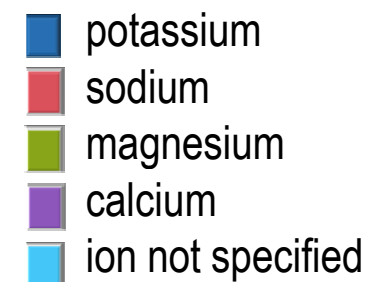 potassium
sodium
magnesium
calcium
ion not specified